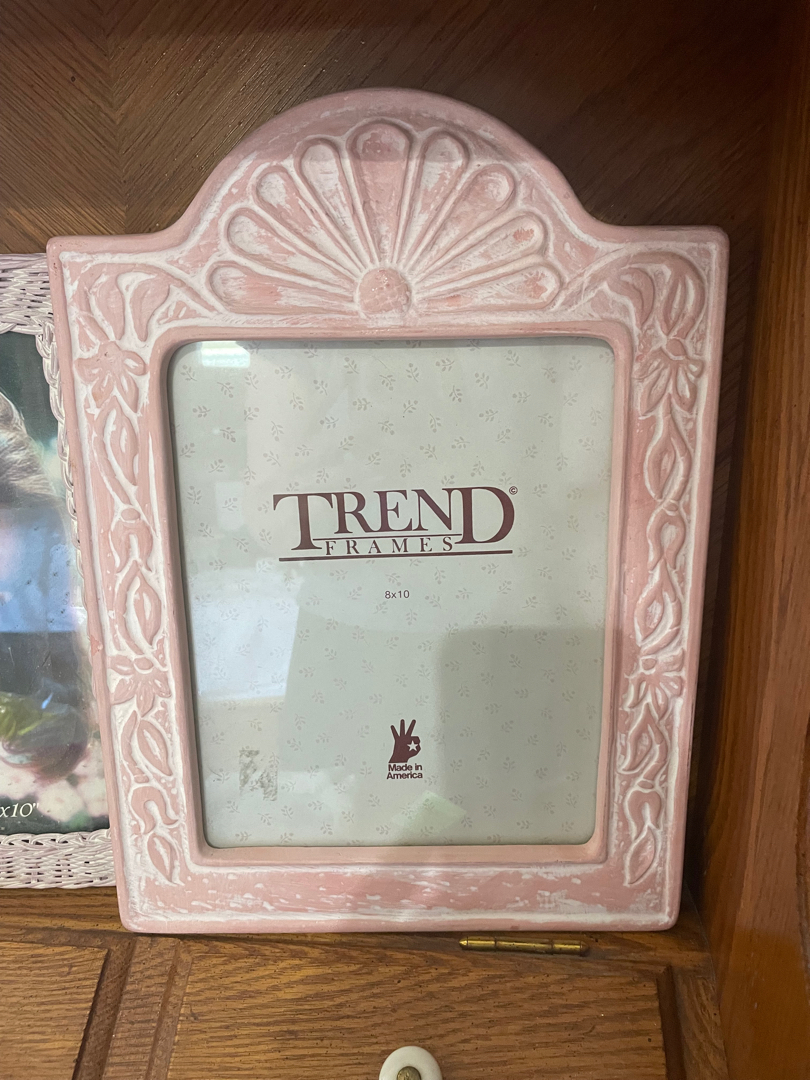 TREND©
FRAMES
8x10
Made in
America
x10"